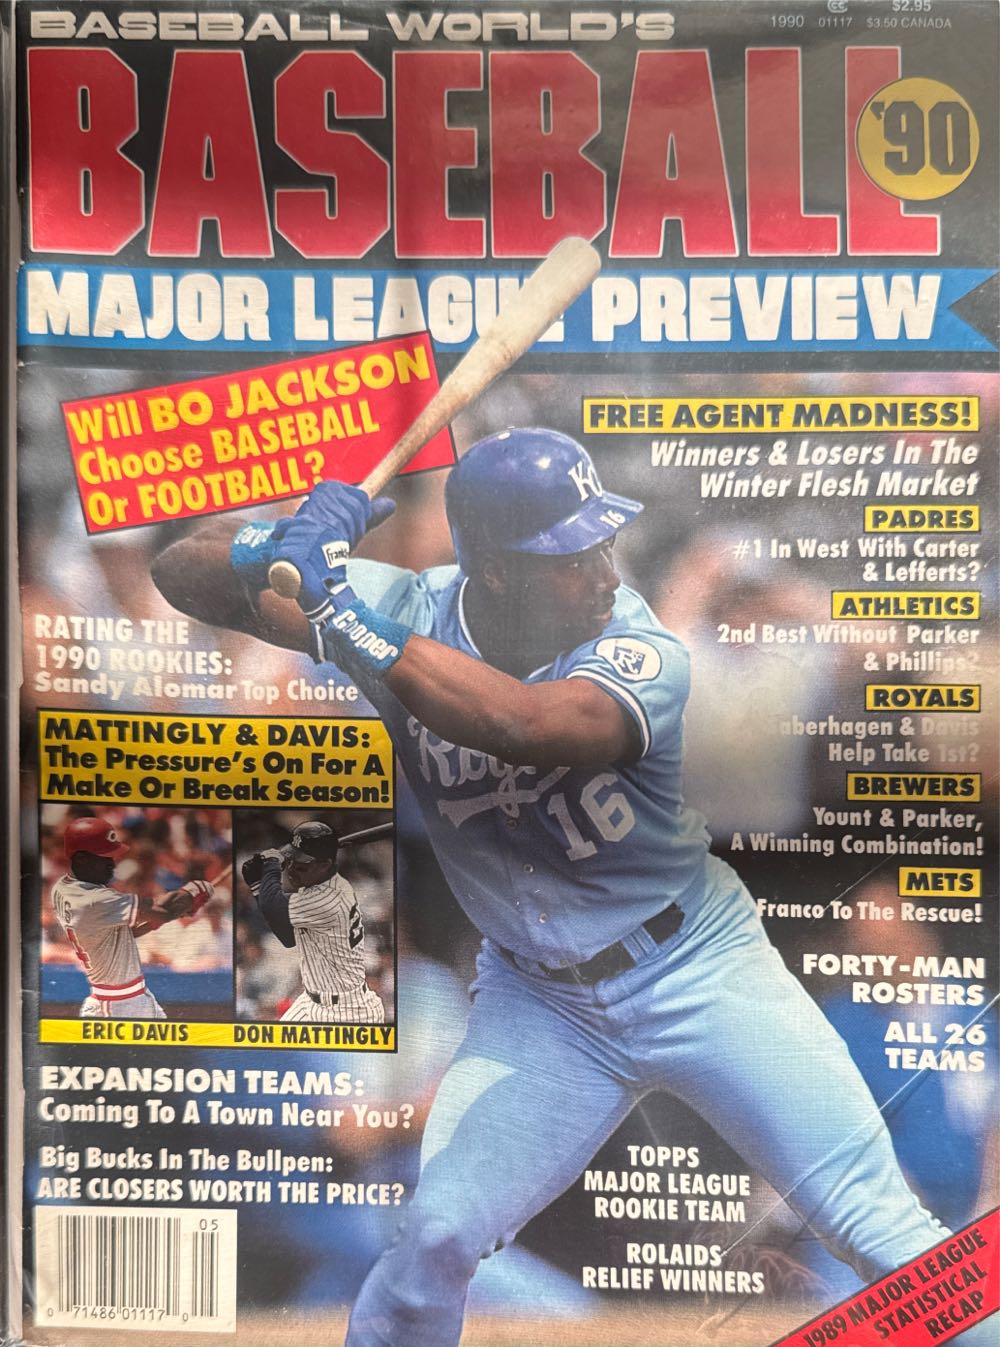 BASEBALL WORLD'S
1990 01117 $2.95
$3.50 CANADA
BASEBALL
'90
MAJOR LEAGUE PREVIEW
Will BO JACKSON
Choose BASEBALL
Or FOOTBALL?
FREE AGENT MADNESS!
Winners & Losers In The
Winter Flesh Market
PADRES
#1 In West With Carter
& Lefferts?
ATHLETICS
2nd Best Without Parker
& Phillips?
ROYALS
aberhagen & Davis
Help Take 1st?
BREWERS
Yount & Parker,
A Winning Combination!
METS
Franco To The Rescue!
FORTY-MAN
ROSTERS
ALL 26
TEAMS
RATING THE
1990 ROOKIES:
Sandy Alomar Top Choice
MATTINGLY & DAVIS:
The Pressure's On For A
Make Or Break Season!
ERIC DAVIS
DON MATTINGLY
EXPANSION TEAMS:
Coming To A Town Near You?
Big Bucks In The Bullpen:
ARE CLOSERS WORTH THE PRICE?
TOPPS
MAJOR LEAGUE
ROOKIE TEAM
ROLAIDS
RELIEF WINNERS
1989 MAJOR LEAGUE
STATISTICAL
RECAP
KC
16
Frankl
Cooper
Royals
16
05
0 71486 01117 0